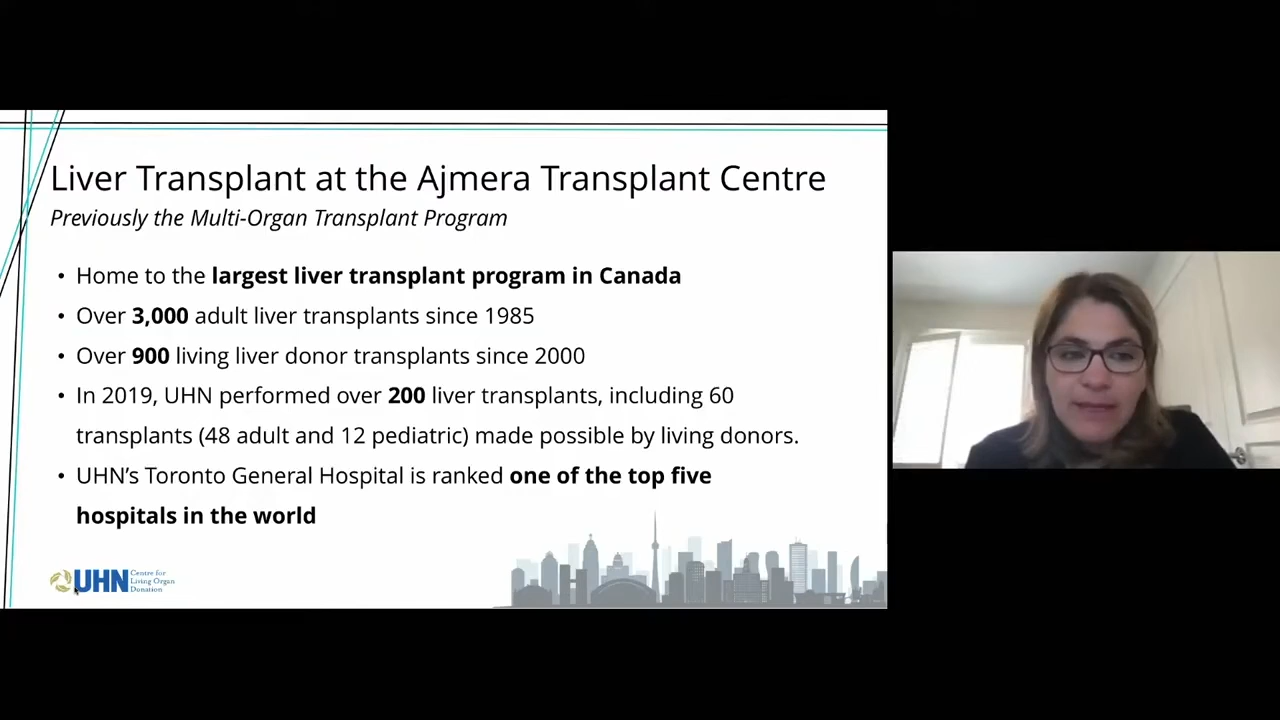 Liver Transplant at the Ajmera Transplant Centre
Previously the Multi-Organ Transplant Program
• Home to the largest liver transplant program in Canada
• Over 3,000 adult liver transplants since 1985
• Over 900 living liver donor transplants since 2000
• In 2019, UHN performed over 200 liver transplants, including 60
transplants (48 adult and 12 pediatric) made possible by living donors.
• UHN’s Toronto General Hospital is ranked one of the top five
hospitals in the world
UHN
Centre for
Living Organ
Donation